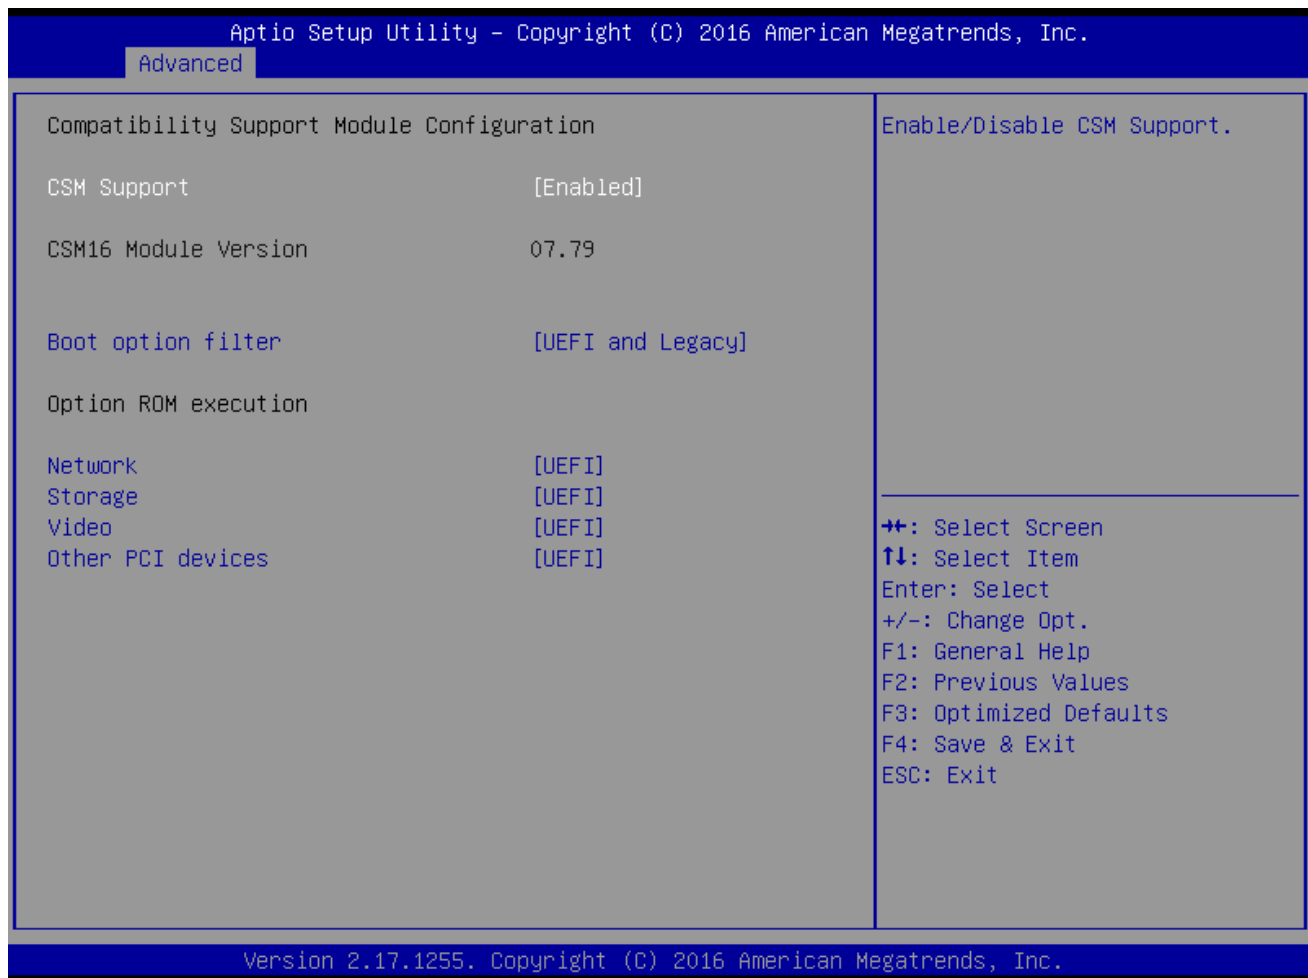 Aptio Setup Utility – Copyright (C) 2016 American Megatrends, Inc.
Advanced
Compatibility Support Module Configuration
CSM Support [Enabled]
CSM16 Module Version 07.79
Boot option filter [UEFI and Legacy]
Option ROM execution
Network [UEFI]
Storage [UEFI]
Video [UEFI]
Other PCI devices [UEFI]
Enable/Disable CSM Support.
→←: Select Screen
↑↓: Select Item
Enter: Select
+/-: Change Opt.
F1: General Help
F2: Previous Values
F3: Optimized Defaults
F4: Save & Exit
ESC: Exit
Version 2.17.1255. Copyright (C) 2016 American Megatrends, Inc.